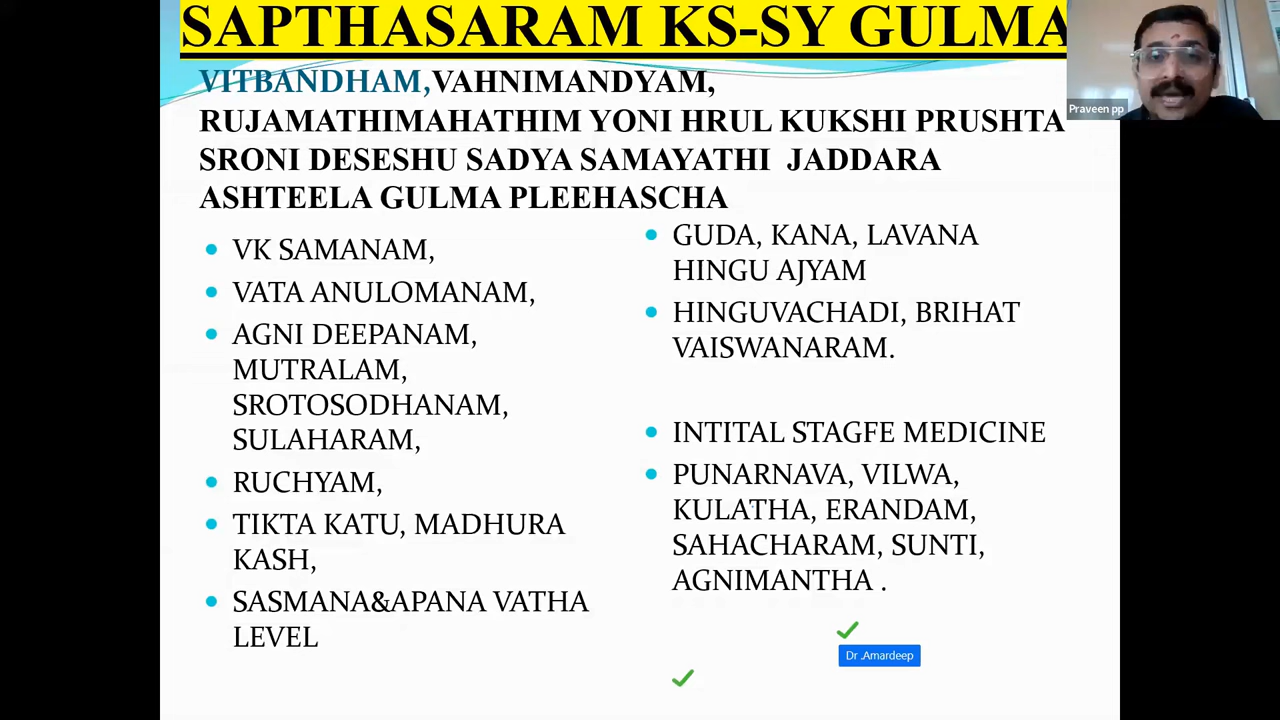 SAPTHASARAM KS-SY GULMA
Praveen pp
VITBANDHAM,VAHNIMANDYAM,
RUJAMATHIMAHATHIM YONI HRUL KUKSHI PRUSHTA
SRONI DESESHU SADYA SAMAYATHI JADDARA
ASHTEELA GULMA PLEEHASCHA
VK SAMANAM,
VATA ANULOMANAM,
AGNI DEEPANAM,
MUTRALAM,
SROTOSODHANAM,
SULAHARAM,
RUCHYAM,
TIKTA KATU, MADHURA
KASH,
SASMANA&APANA VATHA
LEVEL
GUDA, KANA, LAVANA
HINGU AJYAM
HINGUVACHADI, BRIHAT
VAISWANARAM.
INTITAL STAGFE MEDICINE
PUNARNAVA, VILWA,
KULATHA, ERANDAM,
SAHACHARAM, SUNTI,
AGNIMANTHA .
Dr .Amardeep